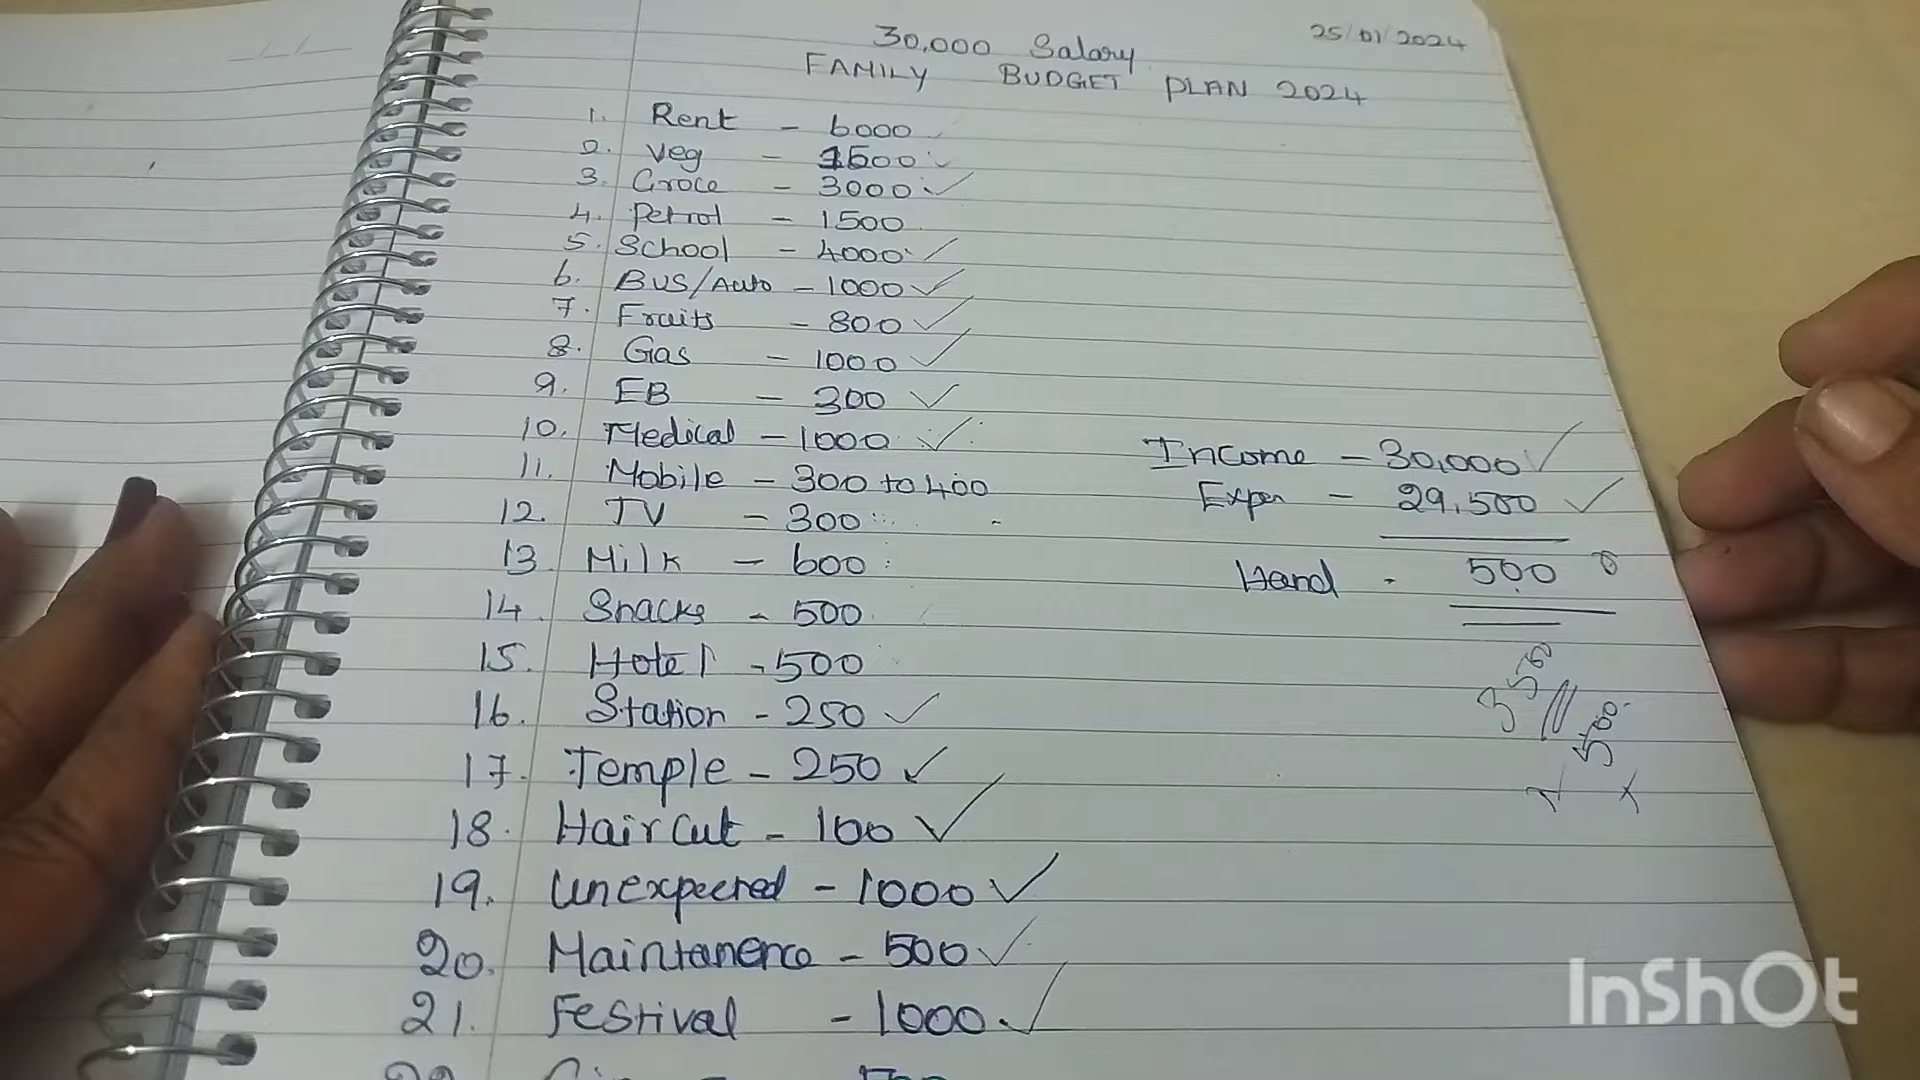 25/01/2024
30,000 Salary
FAMILY BUDGET PLAN 2024
1. Rent - 6000
2. Veg - 1500
3. Groce - 3000 ✓
4. Petrol - 1500
5. School - 4000 ✓
6. BUS/Auto - 1000 ✓
7. Fruits - 800 ✓
8. Gas - 1000 ✓
9. EB - 300 ✓
10. Medical - 1000 ✓
11. Mobile - 300 to 400
12. TV - 300
13. Milk - 600
14. Snacks - 500
15. Hotel - 500
16. Station - 250 ✓
17. Temple - 250 ✓
18. Haircut - 100 ✓
19. Unexpected - 1000 ✓
20. Maintanence - 500 ✓
21. Festival - 1000 ✓
Income - 30,000 ✓
Expen - 29,500 ✓
Hand - 500
500
InShOt